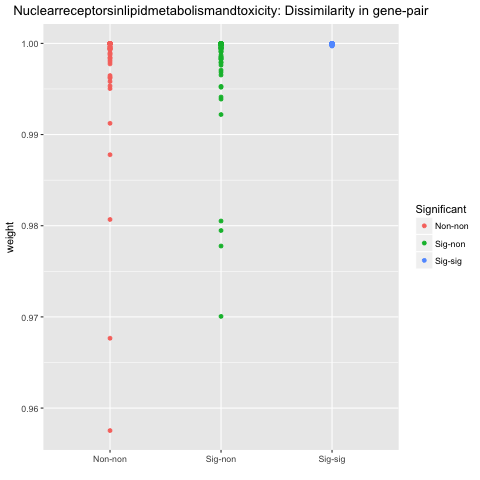 Nuclearreceptorsinlipidmetabolismandtoxicity: Dissimilarity in gene-pair
1.00
0.99
0.98
0.97
0.96
weight
Non-non
Sig-non
Sig-sig
Significant
Non-non
Sig-non
Sig-sig